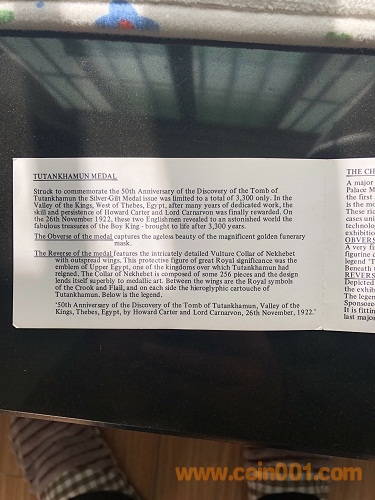 TUTANKHAMUN MEDAL
Struck to commemorate the 50th Anniversary of the Discovery of the Tomb of
Tutankhamun the Silver-Gilt Medal issue was limited to a total of 3,300 only. In the
Valley of the Kings, West of Thebes, Egypt, after many years of dedicated work, the
skill and persistence of Howard Carter and Lord Carnarvon was finally rewarded. On
the 26th November 1922, these two Englishmen revealed to an astonished world the
fabulous treasures of the Boy King - brought to life after 3,300 years.
The Obverse of the medal captures the ageless beauty of the magnificent golden funerary
mask.
The Reverse of the medal features the intricately detailed Vulture Collar of Nekhebet
with outspread wings. This protective figure of great Royal significance was the
emblem of Upper Egypt, one of the kingdoms over which Tutankhamun had
reigned. The Collar of Nekhebet is composed of some 256 pieces and the design
lends itself superbly to medallic art. Between the wings are the Royal symbols
of the Crook and Flail, and on each side the hieroglyphic cartouche of
Tutankhamun. Below is the legend.
'50th Anniversary of the Discovery of the Tomb of Tutankhamun, Valley of the
Kings, Thebes, Egypt, by Howard Carter and Lord Carnarvon, 26th November, 1922.'
THE CH
A major
Palace M
the first
is the mo
These ric
cases uni
technolo
exhibition
OBVERS
A very fi
figurine
legend 'T
Beneath
REVERS
Depicted
the exhib
The legen
Sponsored
It is fittin
last major
www.cein001.com